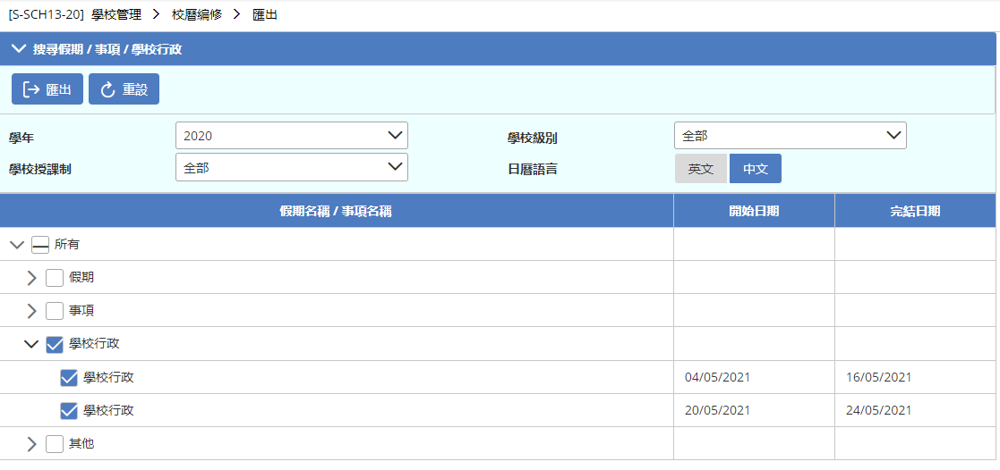 [S-SCH13-20] 學校管理 > 校曆編修 > 匯出
搜尋假期 / 事項 / 學校行政
匯出 重設
學年 2020 學校級別 全部
學校授課制 全部 日曆語言 英文 中文
假期名稱 / 事項名稱 開始日期 完結日期
所有
假期
事項
學校行政
學校行政 04/05/2021 16/05/2021
學校行政 20/05/2021 24/05/2021
其他